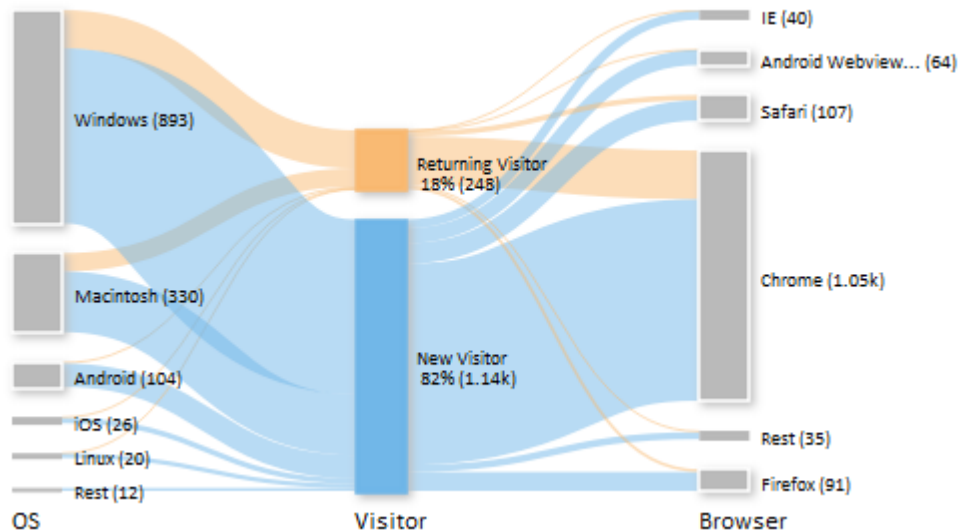 Windows (893)
Macintosh (330)
Android (104)
iOS (26)
Linux (20)
Rest (12)
OS
Returning Visitor
18% (248)
New Visitor
82% (1.14k)
Visitor
IE (40)
Android Webview... (64)
Safari (107)
Chrome (1.05k)
Rest (35)
Firefox (91)
Browser